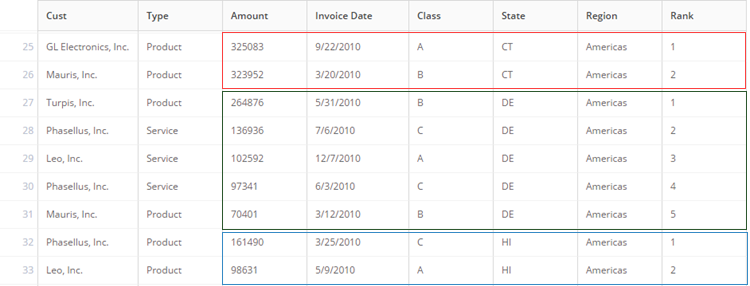 Cust Type Amount Invoice Date Class State Region Rank
25 GL Electronics, Inc. Product 325083 9/22/2010 A CT Americas 1
26 Mauris, Inc. Product 323952 3/20/2010 B CT Americas 2
27 Turpis, Inc. Product 264876 5/31/2010 B DE Americas 1
28 Phasellus, Inc. Service 136936 7/6/2010 C DE Americas 2
29 Leo, Inc. Service 102592 12/7/2010 A DE Americas 3
30 Phasellus, Inc. Service 97341 6/3/2010 C DE Americas 4
31 Mauris, Inc. Product 70401 3/12/2010 B DE Americas 5
32 Phasellus, Inc. Product 161490 3/25/2010 C HI Americas 1
33 Leo, Inc. Product 98631 5/9/2010 A HI Americas 2